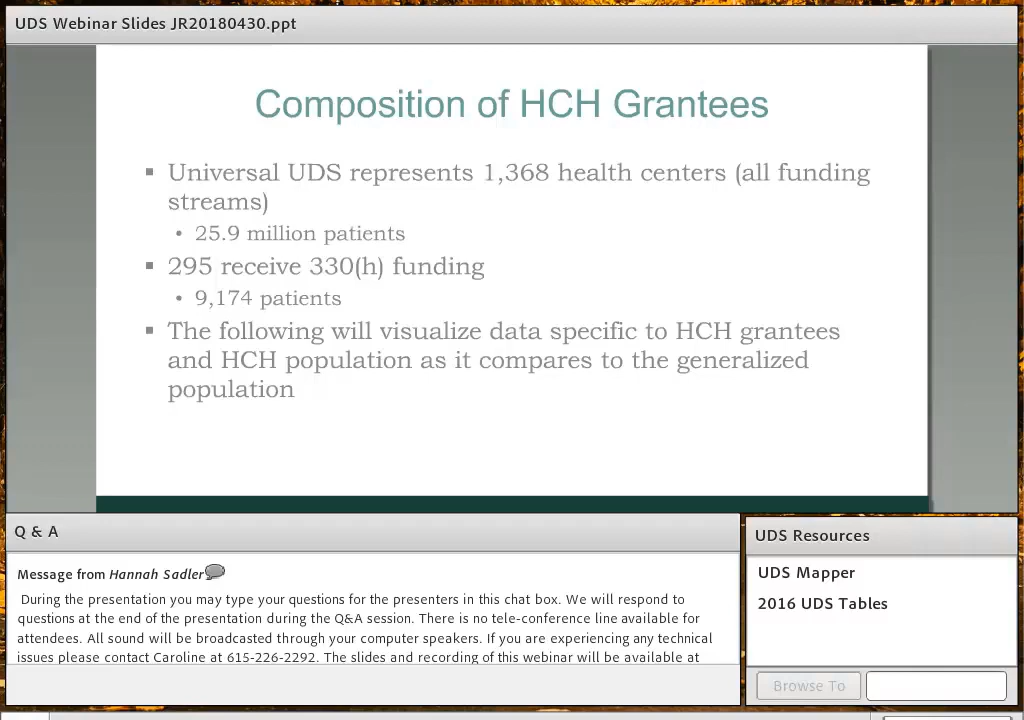 UDS Webinar Slides JR20180430.ppt
Composition of HCH Grantees
▪ Universal UDS represents 1,368 health centers (all funding
streams)
• 25.9 million patients
▪ 295 receive 330(h) funding
• 9,174 patients
▪ The following will visualize data specific to HCH grantees
and HCH population as it compares to the generalized
population
Q & A
Message from Hannah Sadler
During the presentation you may type your questions for the presenters in this chat box. We will respond to
questions at the end of the presentation during the Q&A session. There is no tele-conference line available for
attendees. All sound will be broadcasted through your computer speakers. If you are experiencing any technical
issues please contact Caroline at 615-226-2292. The slides and recording of this webinar will be available at
UDS Resources
UDS Mapper
2016 UDS Tables
Browse To